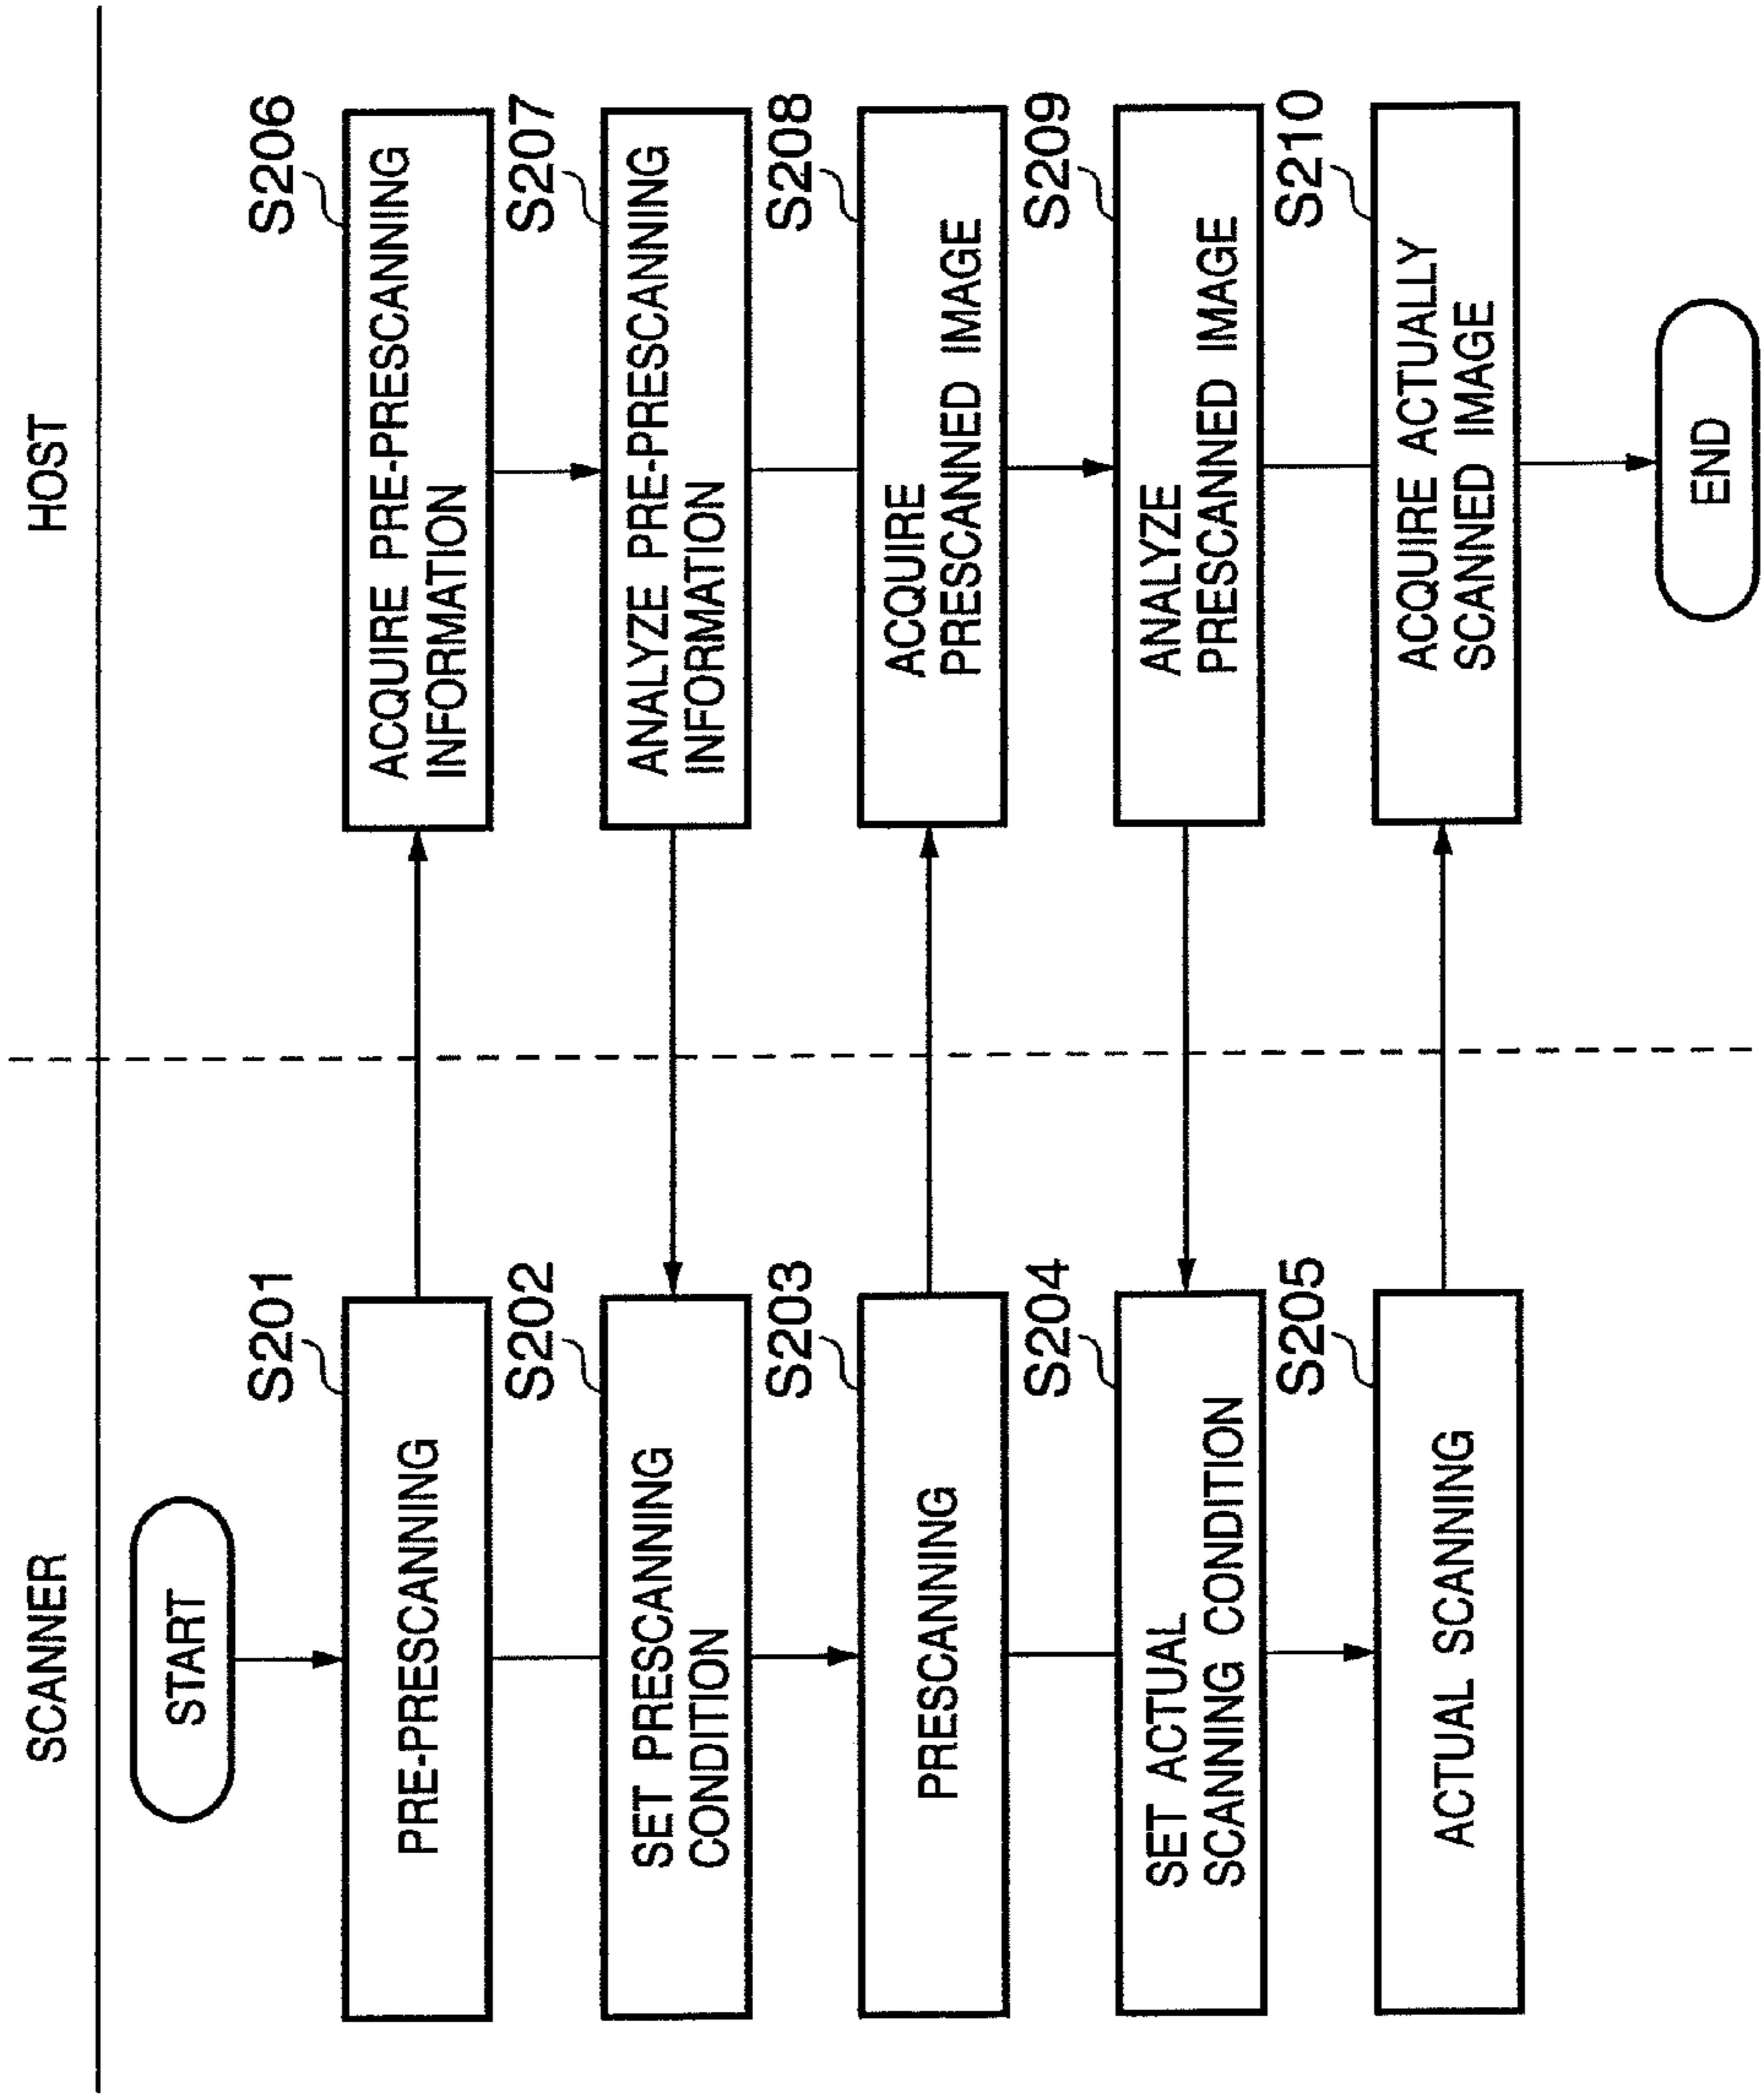 SCANNER
HOST
START
S201
PRE-PRESCANNING
S206
ACQUIRE PRE-PRESCANNING
INFORMATION
S202
SET PRESCANNING
CONDITION
S207
ANALYZE PRE-PRESCANNING
INFORMATION
S203
PRESCANNING
S208
ACQUIRE
PRESCANNED IMAGE
S204
SET ACTUAL
SCANNING CONDITION
S209
ANALYZE
PRESCANNED IMAGE
S205
ACTUAL SCANNING
S210
ACQUIRE ACTUALLY
SCANNED IMAGE
END